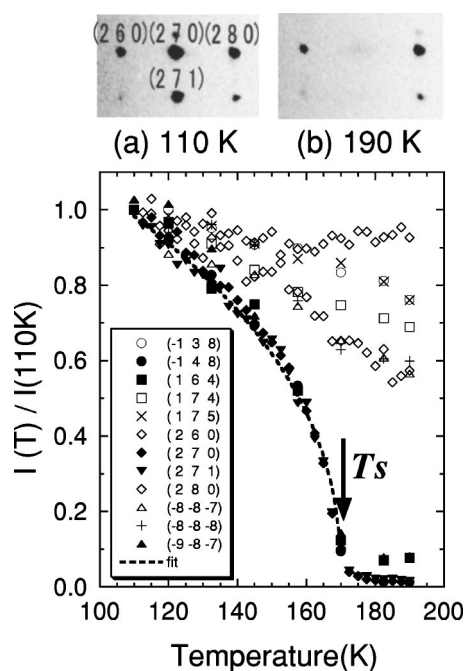 (2 6 0) (2 7 0) (2 8 0)
(2 7 1)
(a) 110 K (b) 190 K
1.0
0.8
0.6
0.4
0.2
0.0
I (T) / I(110K)
(-1 3 8)
(-1 4 8)
(1 6 4)
(1 7 4)
(1 7 5)
(2 6 0)
(2 7 0)
(2 7 1)
(2 8 0)
(-8 -8 -7)
(-8 -8 -8)
(-9 -8 -7)
fit
Ts
100 120 140 160 180 200
Temperature(K)